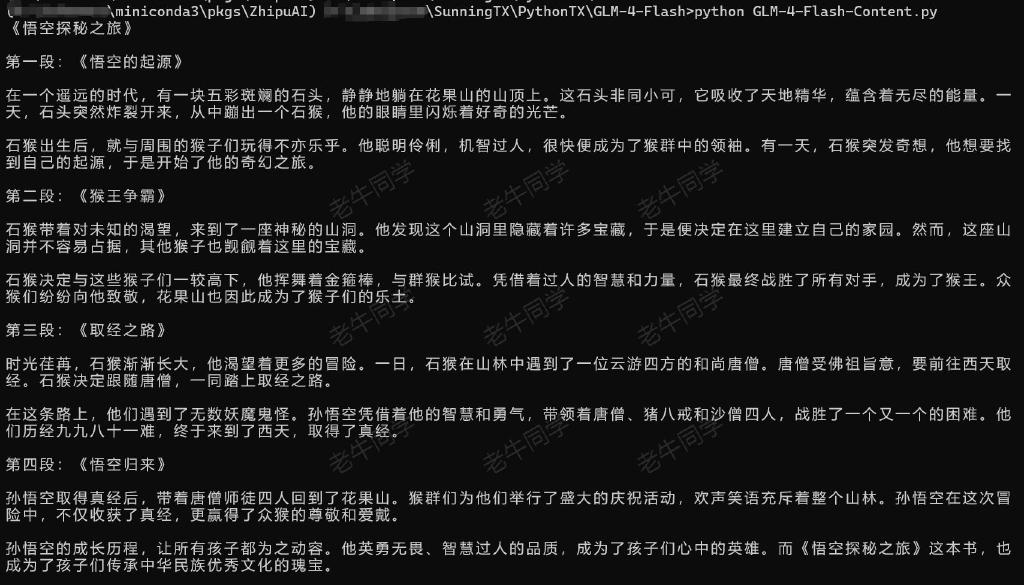 \miniconda3\pkgs\ZhipuAI) \SunningTX\PythonTX\GLM-4-Flash>python GLM-4-Flash-Content.py
《悟空探秘之旅》
第一段：《悟空的起源》
在一个遥远的时代，有一块五彩斑斓的石头，静静地躺在花果山的山顶上。这石头非同小可，它吸收了天地精华，蕴含着无尽的能量。一
天，石头突然炸裂开来，从中蹦出一个石猴，他的眼睛里闪烁着好奇的光芒。
石猴出生后，就与周围的猴子们玩得不亦乐乎。他聪明伶俐，机智过人，很快便成为了猴群中的领袖。有一天，石猴突发奇想，他想要找
到自己的起源，于是开始了他的奇幻之旅。
第二段：《猴王争霸》
石猴带着对未知的渴望，来到了一座神秘的山洞。他发现这个山洞里隐藏着许多宝藏，于是便决定在这里建立自己的家园。然而，这座山
洞并不容易占据，其他猴子也觊觎着这里的宝藏。
石猴决定与这些猴子们一较高下，他挥舞着金箍棒，与群猴比试。凭借着过人的智慧和力量，石猴最终战胜了所有对手，成为了猴王。众
猴们纷纷向他致敬，花果山也因此成为了猴子们的乐土。
第三段：《取经之路》
时光荏苒，石猴渐渐长大，他渴望着更多的冒险。一日，石猴在山林中遇到了一位云游四方的和尚唐僧。唐僧受佛祖旨意，要前往西天取
经。石猴决定跟随唐僧，一同踏上取经之路。
在这条路上，他们遇到了无数妖魔鬼怪。孙悟空凭借着他的智慧和勇气，带领着唐僧、猪八戒和沙僧四人，战胜了一个又一个的困难。他
们历经九九八十一难，终于来到了西天，取得了真经。
第四段：《悟空归来》
孙悟空取得真经后，带着唐僧师徒四人回到了花果山。猴群们为他们举行了盛大的庆祝活动，欢声笑语充斥着整个山林。孙悟空在这次冒
险中，不仅收获了真经，更赢得了众猴的尊敬和爱戴。
孙悟空的成长历程，让所有孩子都为之动容。他英勇无畏、智慧过人的品质，成为了孩子们心中的英雄。而《悟空探秘之旅》这本书，也
成为了孩子们传承中华民族优秀文化的瑰宝。
老牛同学 老牛同学 老牛同学
老牛同学 老牛同学 老牛同学
老牛同学 老牛同学 老牛同学